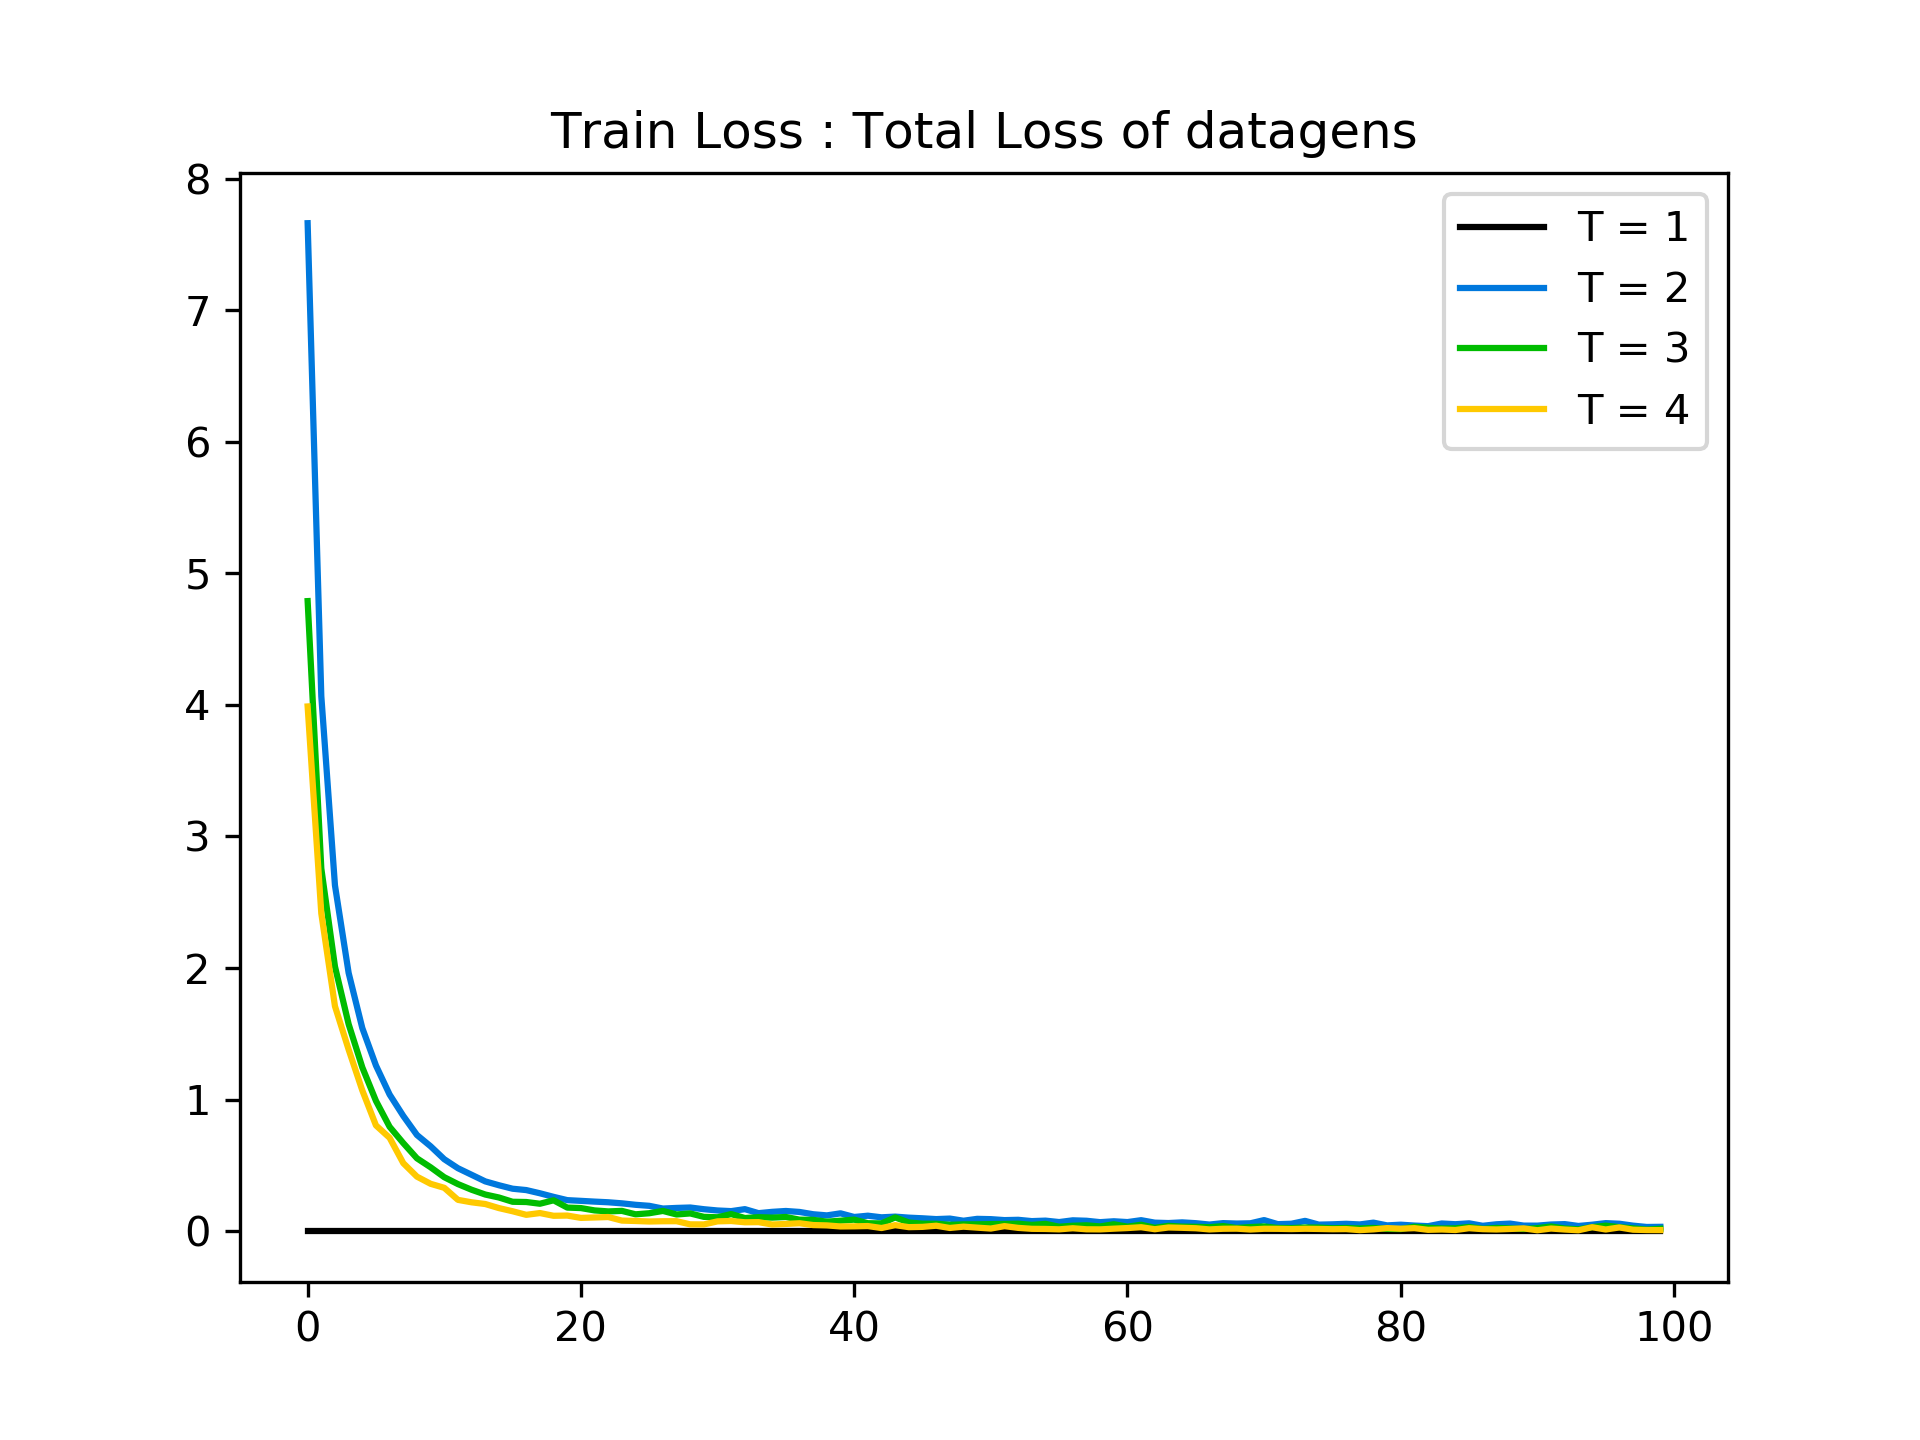 Train Loss : Total Loss of datagens
8
7
6
5
4
3
2
1
0
T = 1
T = 2
T = 3
T = 4
0 20 40 60 80 100